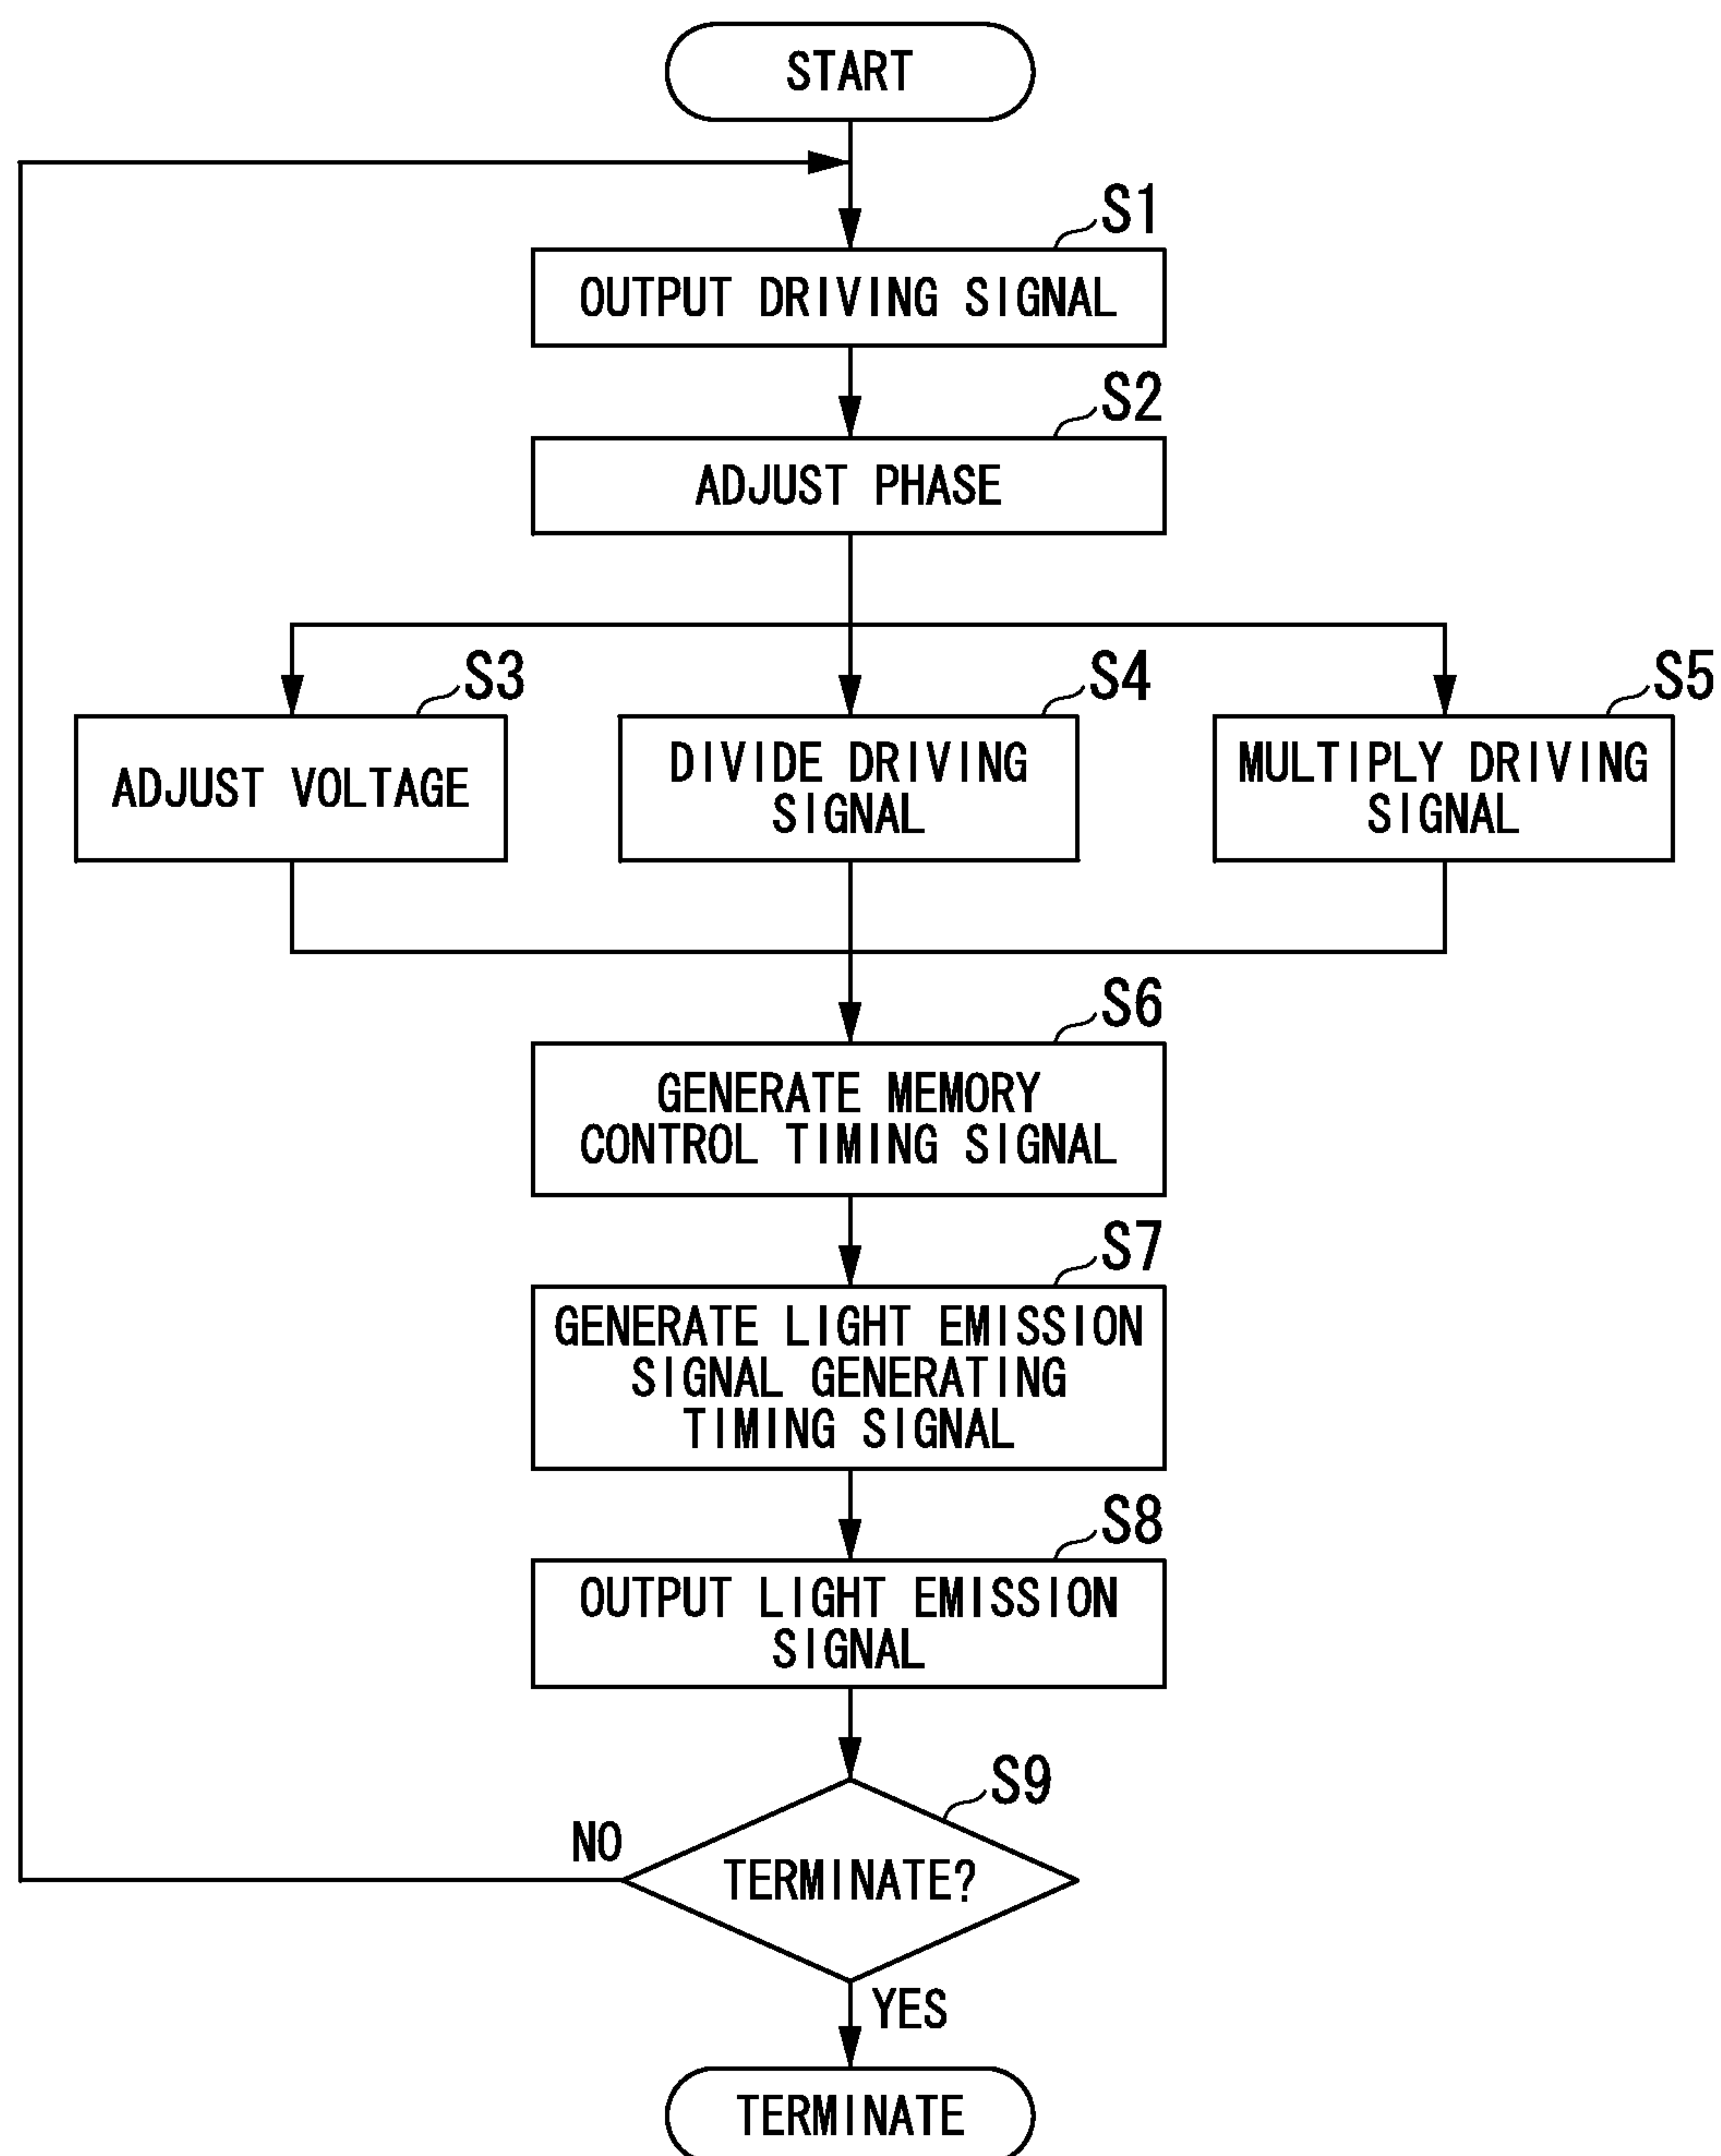 START
S1
OUTPUT DRIVING SIGNAL
S2
ADJUST PHASE
S3
ADJUST VOLTAGE
S4
DIVIDE DRIVING
SIGNAL
S5
MULTIPLY DRIVING
SIGNAL
S6
GENERATE MEMORY
CONTROL TIMING SIGNAL
S7
GENERATE LIGHT EMISSION
SIGNAL GENERATING
TIMING SIGNAL
S8
OUTPUT LIGHT EMISSION
SIGNAL
S9
NO
TERMINATE?
YES
TERMINATE